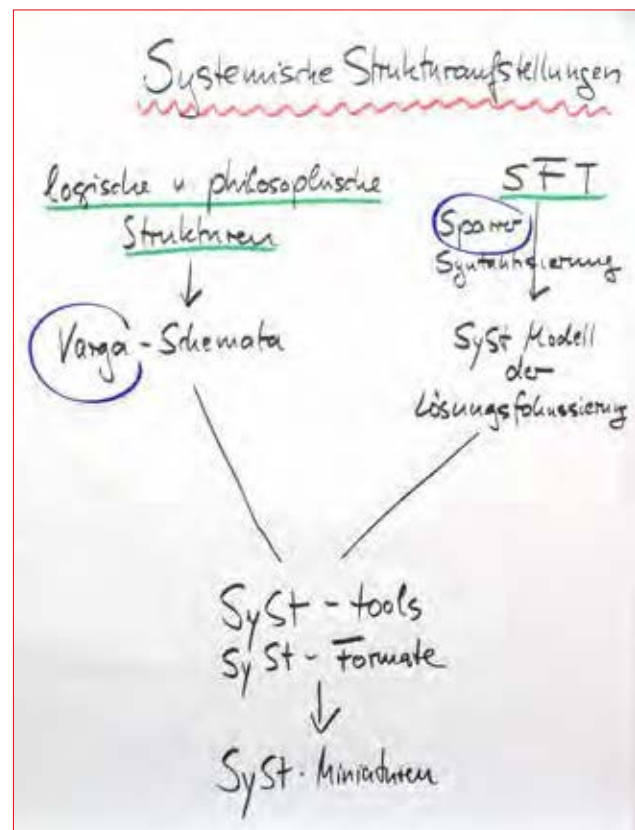 Systemische Strukturaufstellungen
logische u philosophische
Strukturen
Varga - Schemata
SFT
Sparrer
Syntaktisierung
SySt Modell
der
Lösungsfokussierung
SySt - tools
SySt - Formate
SySt - Miniaturen